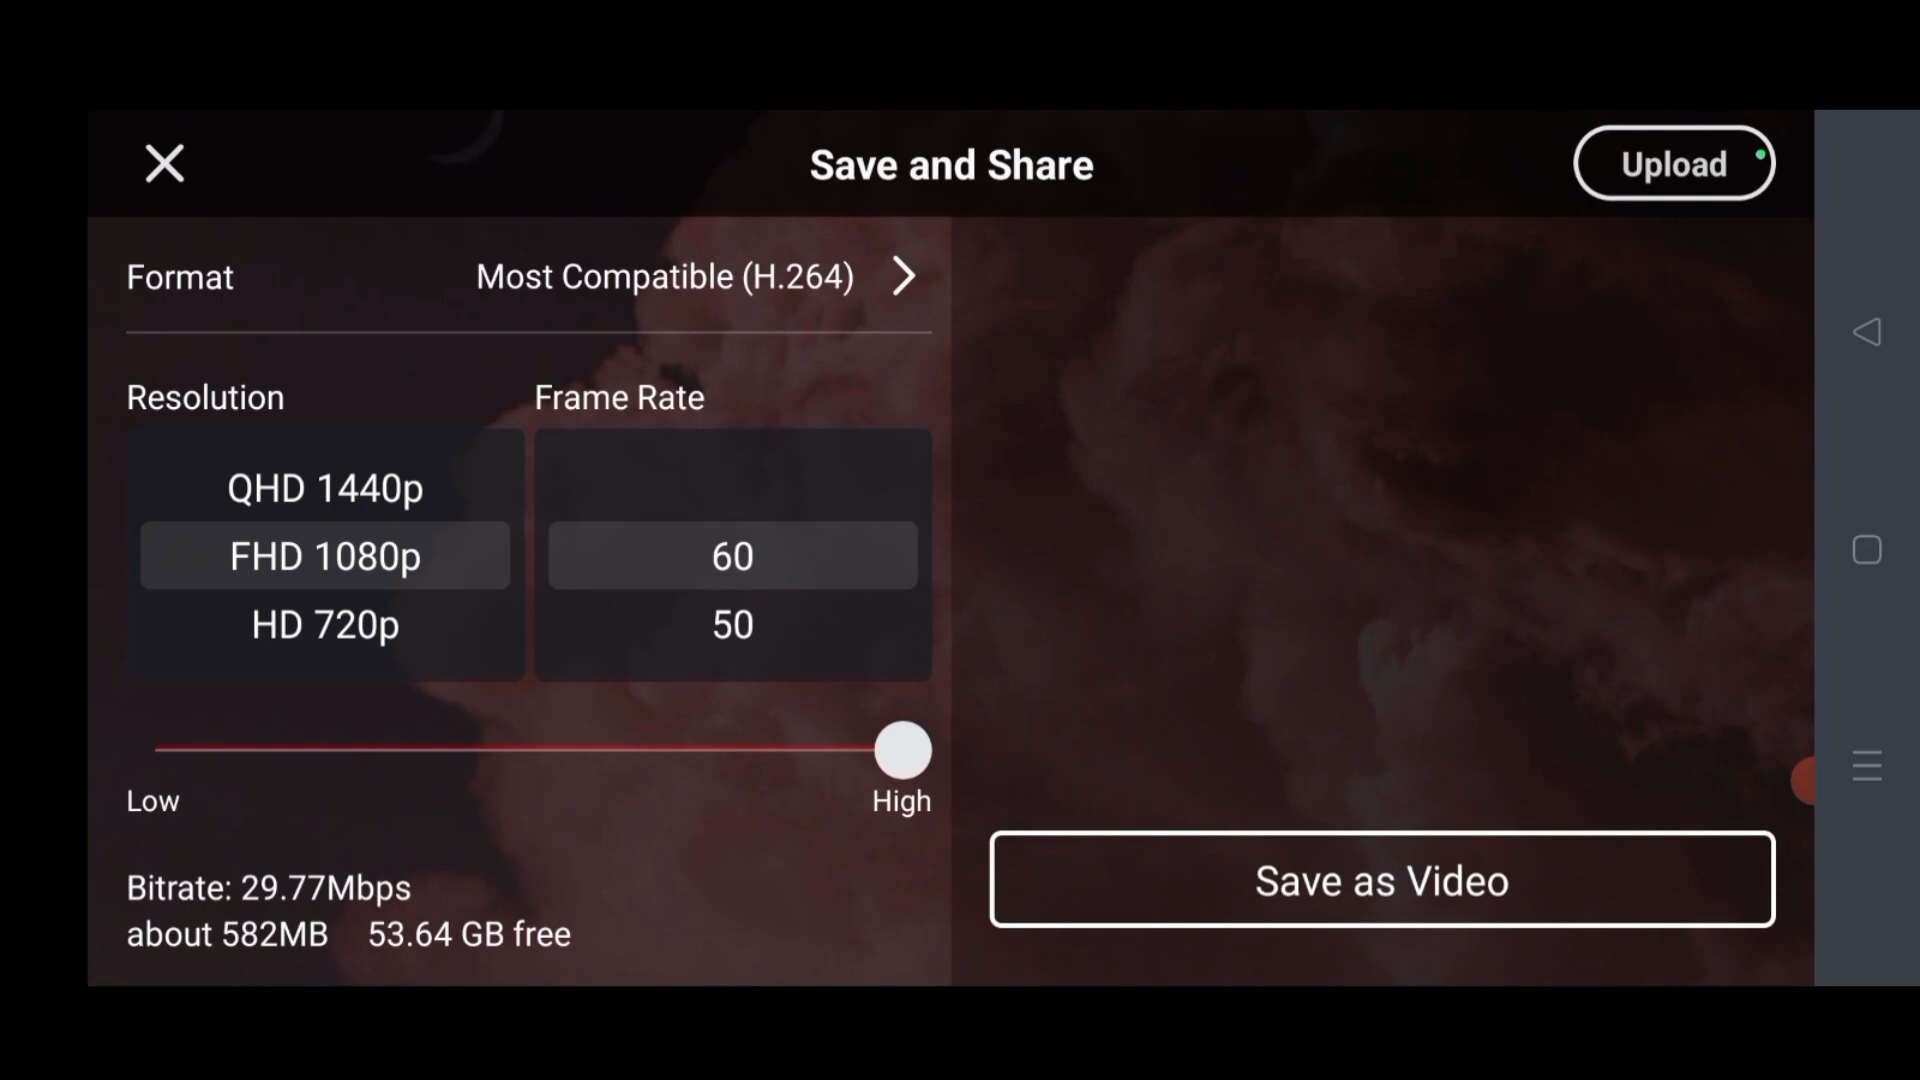 Save and Share
Upload
Format
Most Compatible (H.264)
Resolution
Frame Rate
QHD 1440p
FHD 1080p
HD 720p
60
50
Low
High
Bitrate: 29.77Mbps
about 582MB 53.64 GB free
Save as Video